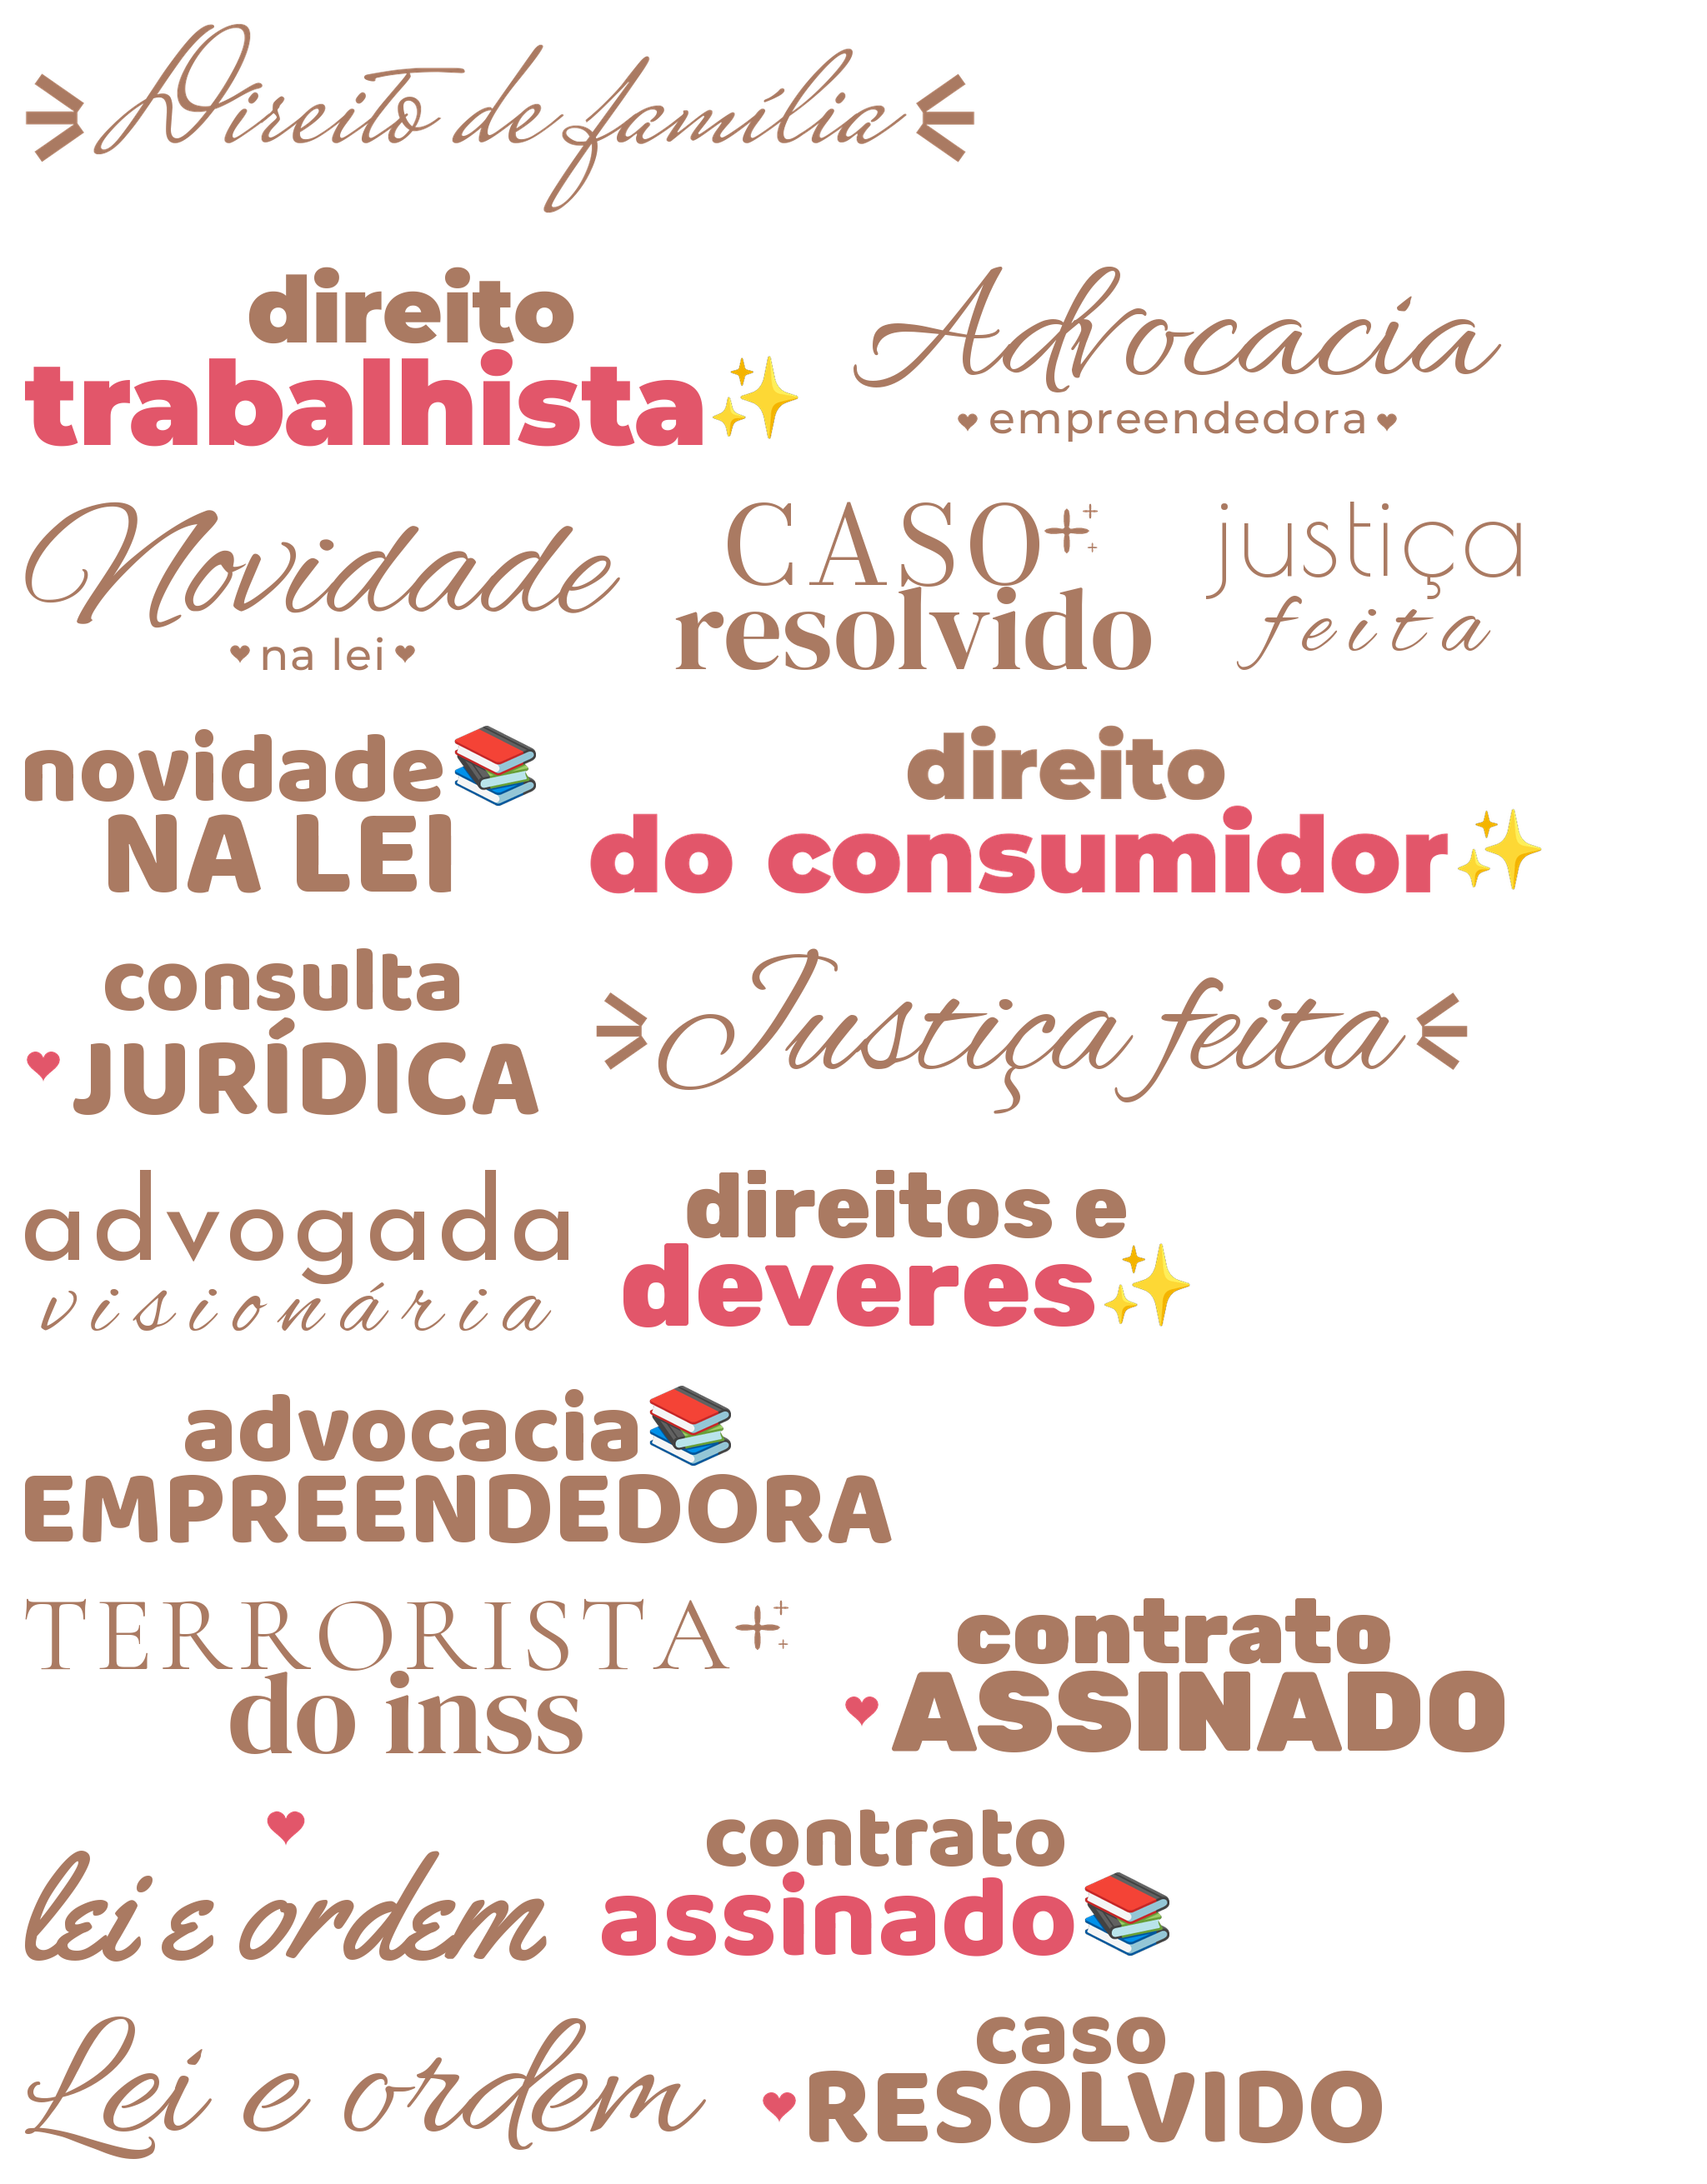 Direito de família
direito
trabalhista
Advocacia
empreendedora
Novidade
na lei
CASO
resolvido
justiça
feita
novidade
NA LEI
direito
do consumidor
consulta
JURÍDICA
Justiça feita
advogada
visionária
direitos e
deveres
advocacia
EMPREENDEDORA
TERRORISTA
do inss
contrato
ASSINADO
lei e ordem
contrato
assinado
Lei e ordem
caso
RESOLVIDO